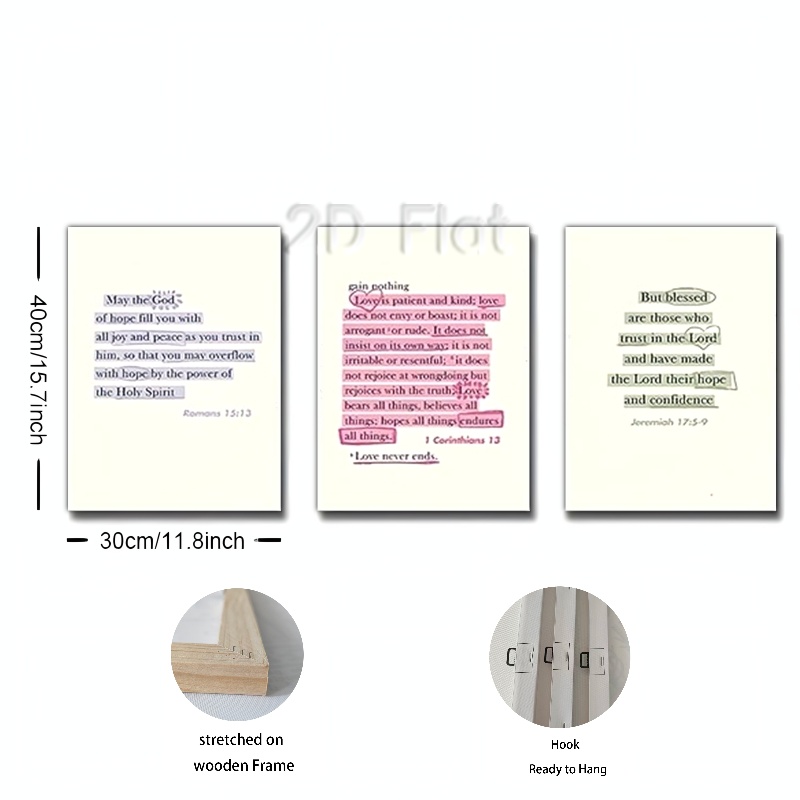 2D Flat
40cm/15.7inch
30cm/11.8inch
May the God
of hope fill you with
all joy and peace as you trust in
him, so that you may overflow
with hope by the power of
the Holy Spirit
Romans 15:13
gain nothing
Love is patient and kind; love
does not envy or boast; it is not
arrogant or rude. It does not
insist on its own way; it is not
irritable or resentful; it does
not rejoice at wrongdoing but
rejoices with the truth; Love
bears all things, believes all
things; hopes all things endures
all things.
1 Corinthians 13
Love never ends.
But blessed
are those who
trust in the Lord
and have made
the Lord their hope
and confidence
Jeremiah 17:5-9
stretched on
wooden Frame
Hook
Ready to Hang